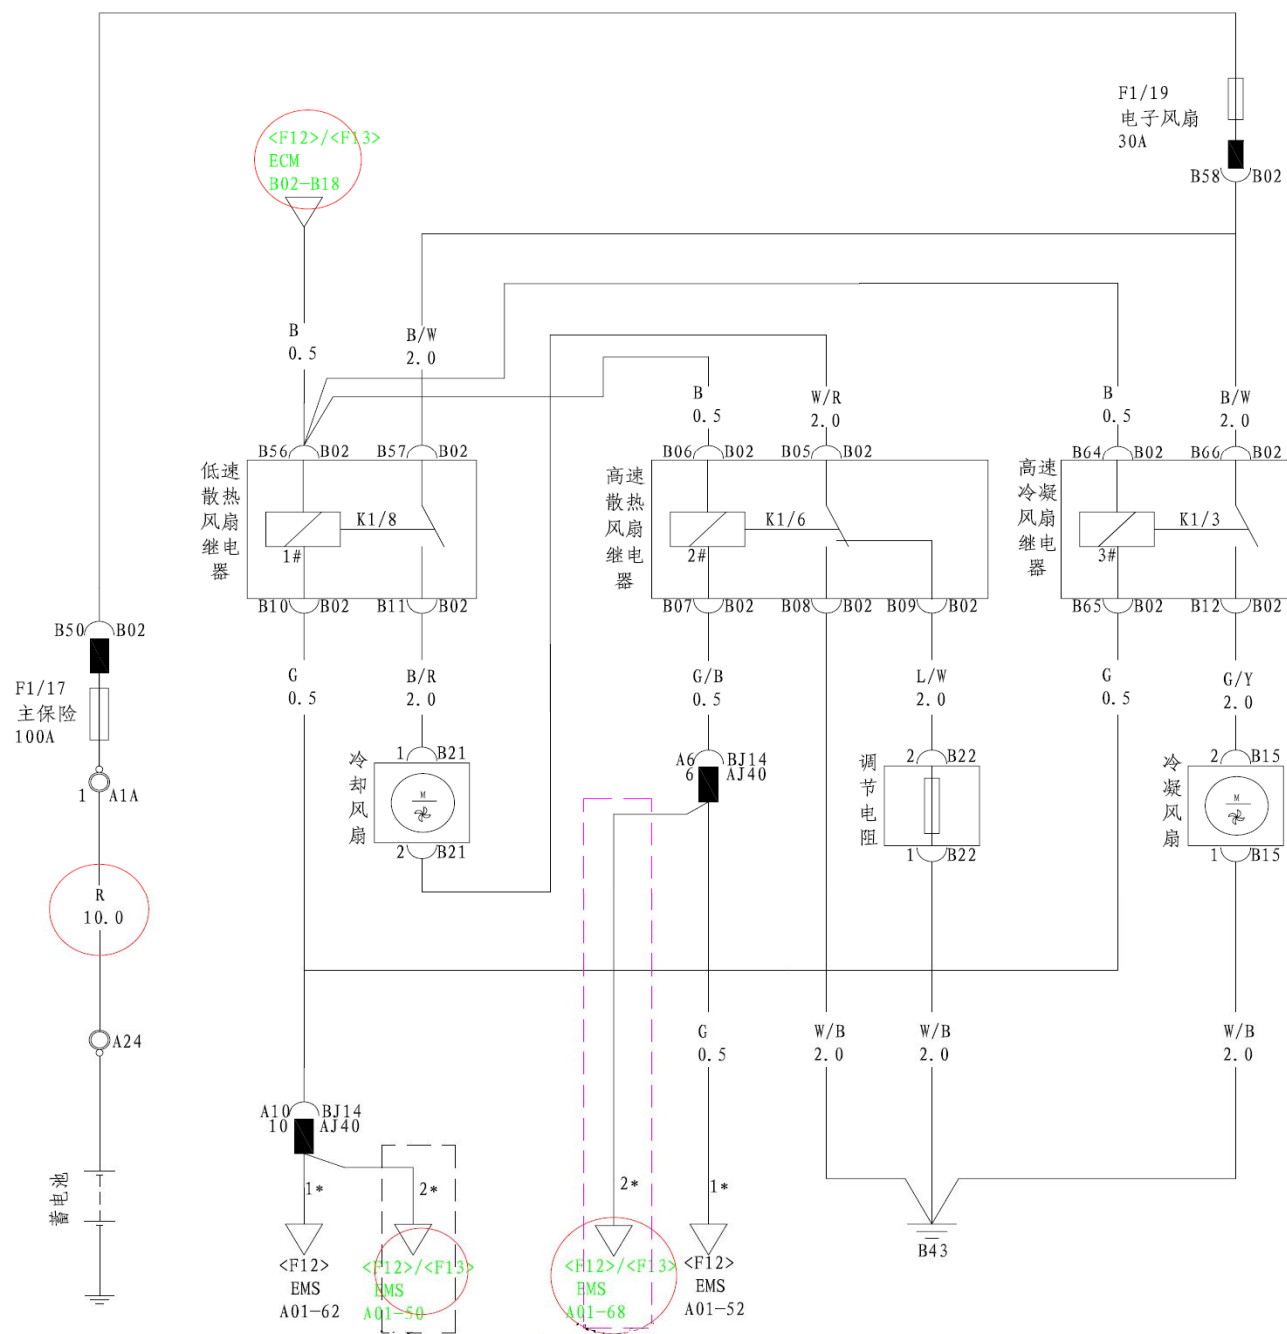 F1/19
电子风扇
30A
B58 B02
<F12>/<F13>
ECM
B02-B18
B
0.5
B/W
2.0
B
0.5
W/R
2.0
B
0.5
B/W
2.0
B56 B02 B57 B02
B06 B02 B05 B02
B64 B02 B66 B02
低速
散热
风扇
继电
器
K1/8
1#
高速
散热
风扇
继电
器
K1/6
2#
高速
冷凝
风扇
继电
器
K1/3
3#
B10 B02 B11 B02
B07 B02 B08 B02 B09 B02
B65 B02 B12 B02
B50 B02
F1/17
主保险
100A
1 A1A
R
10.0
A24
蓄电池
G
0.5
B/R
2.0
G/B
0.5
L/W
2.0
G
0.5
G/Y
2.0
冷却风扇
1 B21
M
2 B21
A6 BJ14
6 AJ40
调节电阻
2 B22
1 B22
冷凝风扇
2 B15
M
1 B15
G
0.5
W/B
2.0
W/B
2.0
W/B
2.0
A10 BJ14
10 AJ40
1*
2*
2*
1*
<F12>
EMS
A01-62
<F12>/<F13>
EMS
A01-50
<F12>/<F13>
EMS
A01-68
<F12>
EMS
A01-52
B43